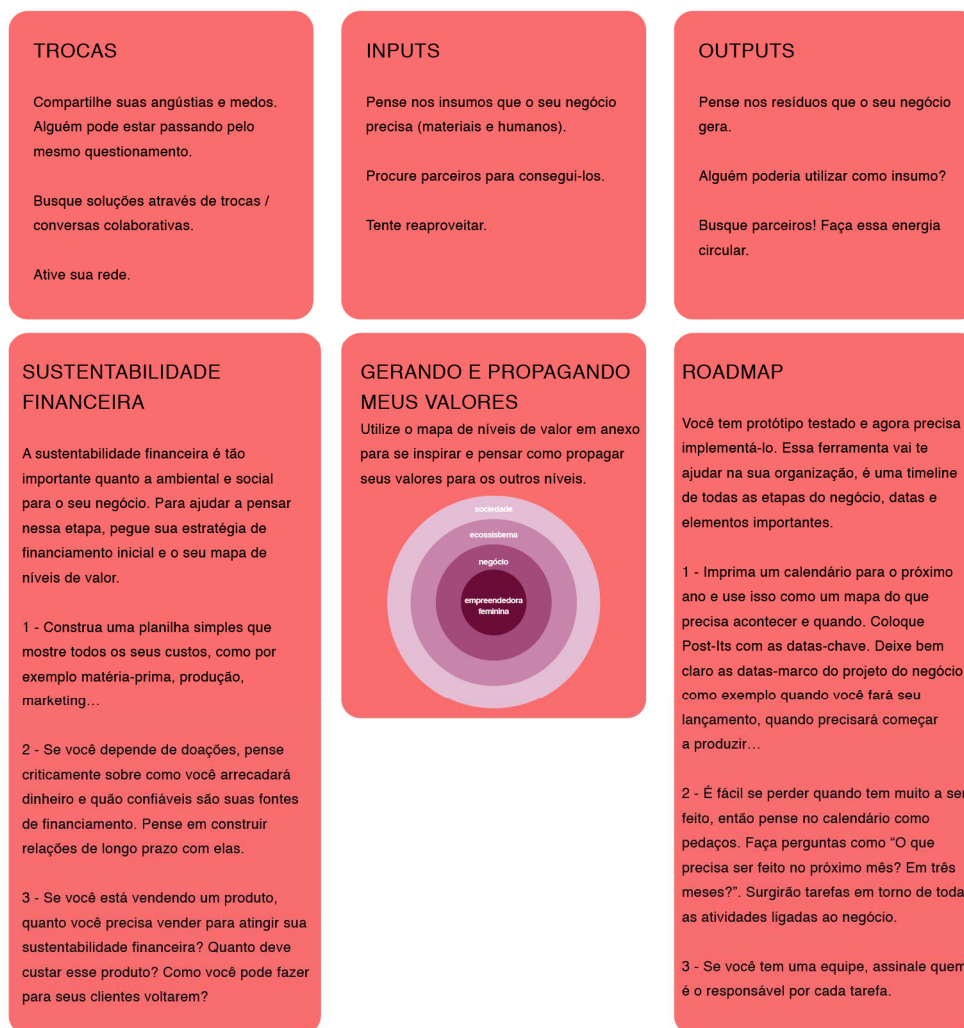 TROCAS
Compartilhe suas angústias e medos.
Alguém pode estar passando pelo
mesmo questionamento.
Busque soluções através de trocas /
conversas colaborativas.
Ative sua rede.
INPUTS
Pense nos insumos que o seu negócio
precisa (materiais e humanos).
Procure parceiros para consegui-los.
Tente reaproveitar.
OUTPUTS
Pense nos resíduos que o seu negócio
gera.
Alguém poderia utilizar como insumo?
Busque parceiros! Faça essa energia
circular.
SUSTENTABILIDADE
FINANCEIRA
A sustentabilidade financeira é tão
importante quanto a ambiental e social
para o seu negócio. Para ajudar a pensar
nessa etapa, pegue sua estratégia de
financiamento inicial e o seu mapa de
níveis de valor.
1 - Construa uma planilha simples que
mostre todos os seus custos, como por
exemplo matéria-prima, produção,
marketing…
2 - Se você depende de doações, pense
criticamente sobre como você arrecadará
dinheiro e quão confiáveis são suas fontes
de financiamento. Pense em construir
relações de longo prazo com elas.
3 - Se você está vendendo um produto,
quanto você precisa vender para atingir sua
sustentabilidade financeira? Quanto deve
custar esse produto? Como você pode fazer
para seus clientes voltarem?
GERANDO E PROPAGANDO
MEUS VALORES
Utilize o mapa de níveis de valor em anexo
para se inspirar e pensar como propagar
seus valores para os outros níveis.
sociedade
ecossistema
negócio
empreendedora
feminina
ROADMAP
Você tem protótipo testado e agora precisa
implementá-lo. Essa ferramenta vai te
ajudar na sua organização, é uma timeline
de todas as etapas do negócio, datas e
elementos importantes.
1 - Imprima um calendário para o próximo
ano e use isso como um mapa do que
precisa acontecer e quando. Coloque
Post-Its com as datas-chave. Deixe bem
claro as datas-marco do projeto do negócio
como exemplo quando você fará seu
lançamento, quando precisará começar
a produzir…
2 - É fácil se perder quando tem muito a ser
feito, então pense no calendário como
pedaços. Faça perguntas como “O que
precisa ser feito no próximo mês? Em três
meses?”. Surgirão tarefas em torno de toda
as atividades ligadas ao negócio.
3 - Se você tem uma equipe, assinale quem
é o responsável por cada tarefa.